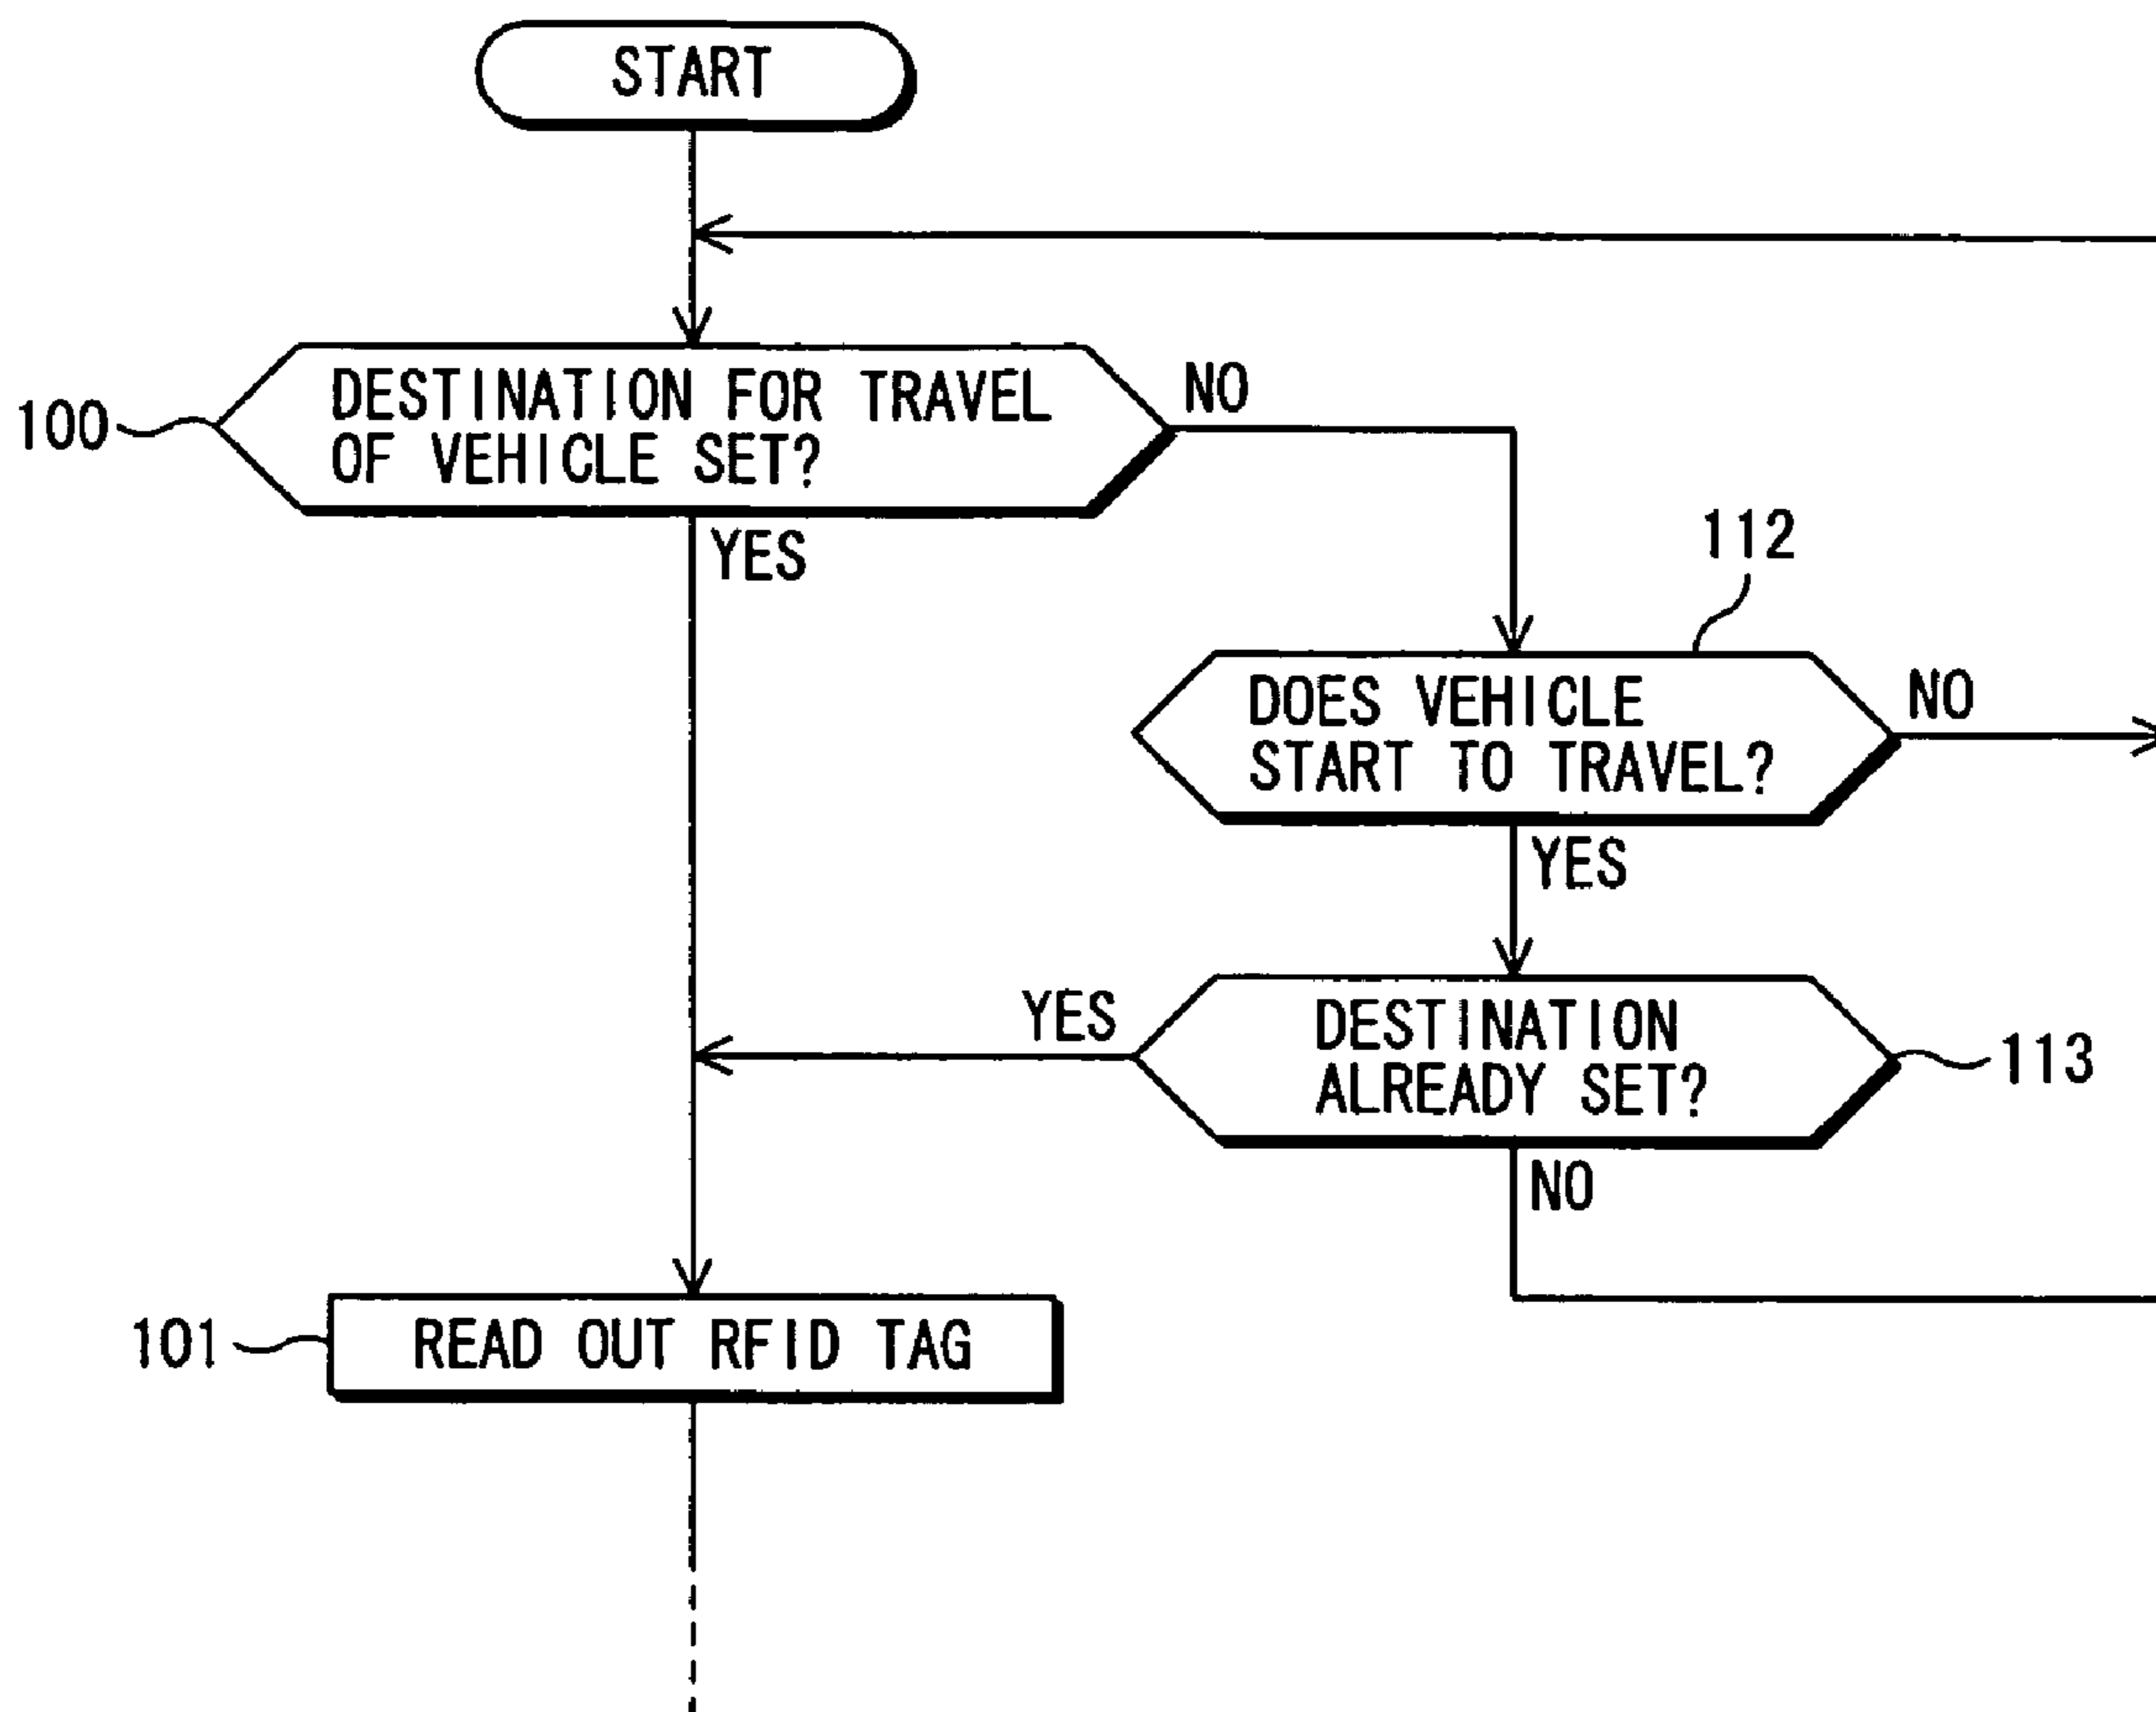 START
100
DESTINATION FOR TRAVEL
OF VEHICLE SET?
NO
YES
112
DOES VEHICLE
START TO TRAVEL?
NO
YES
YES
DESTINATION
ALREADY SET?
113
NO
101
READ OUT RFID TAG